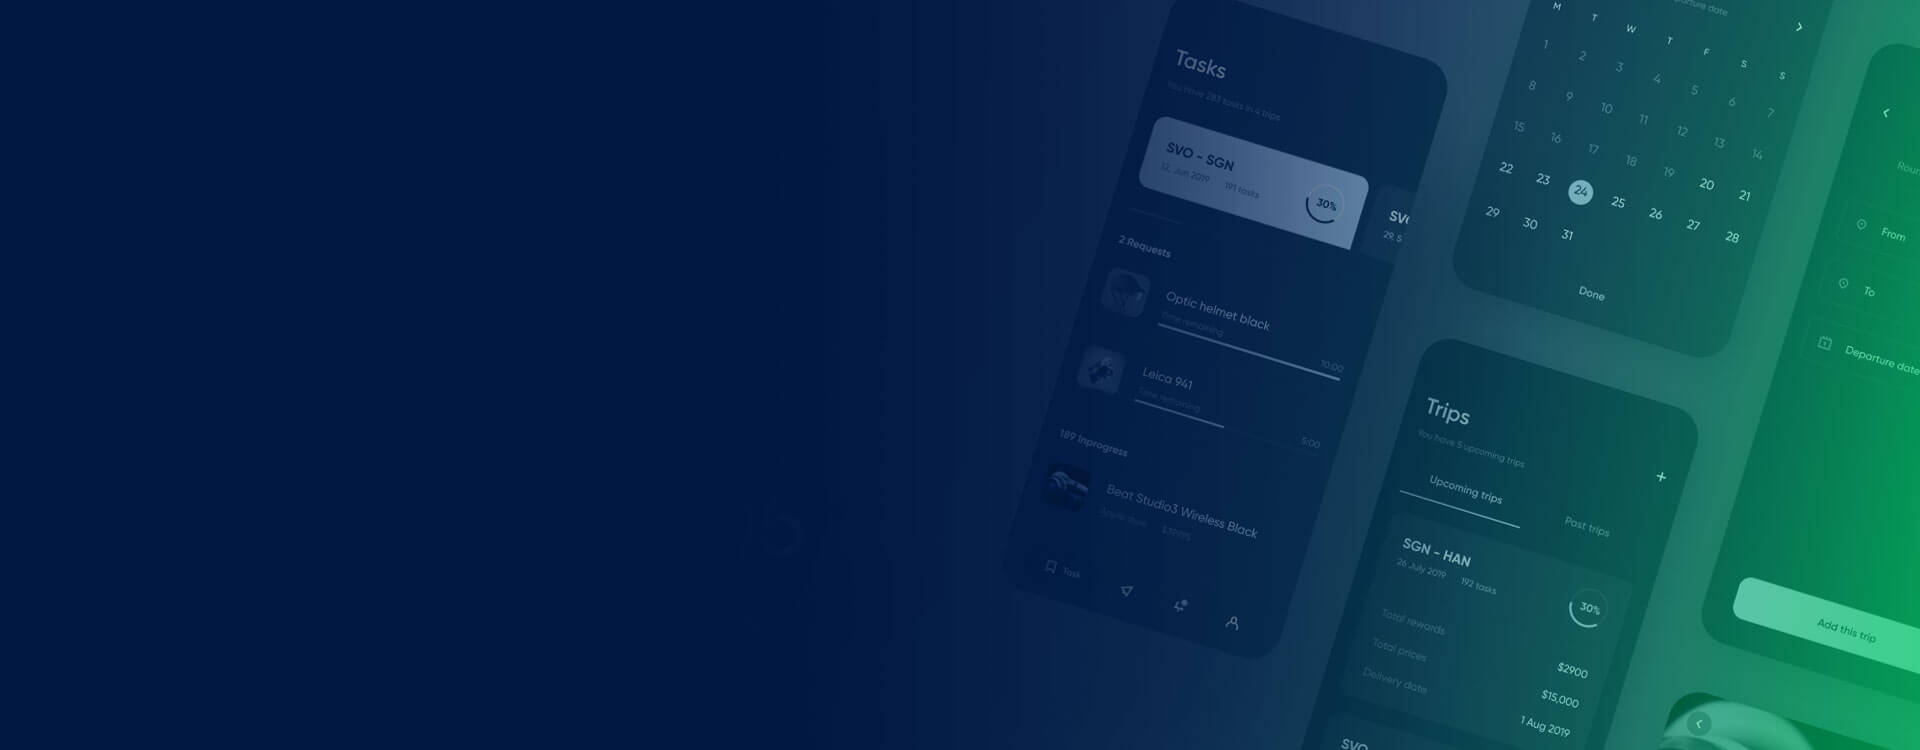 Tasks
You have 283 tasks in 4 trips
SVO - SGN
12, Jun 2019 191 tasks
30%
29, S
2 Requests
Optic helmet black
Time remaining
10:00
Leica 941
Time remaining
5:00
189 Inprogress
Beat Studio3 Wireless Black
Apple store
Task
parture date
M T W T F S S
1 2 3 4 5 6 7
8 9 10 11 12 13 14
15 16 17 18 19 20 21
22 23 24 25 26 27 28
29 30 31
Done
Trips
You have 5 upcoming trips
+
Upcoming trips Past trips
SGN - HAN
26 July 2019 192 tasks
30%
Total rewards $2900
Total prices $15,000
Delivery date 1 Aug 2019
SVO
Roun
From
To
Departure date
Add this trip